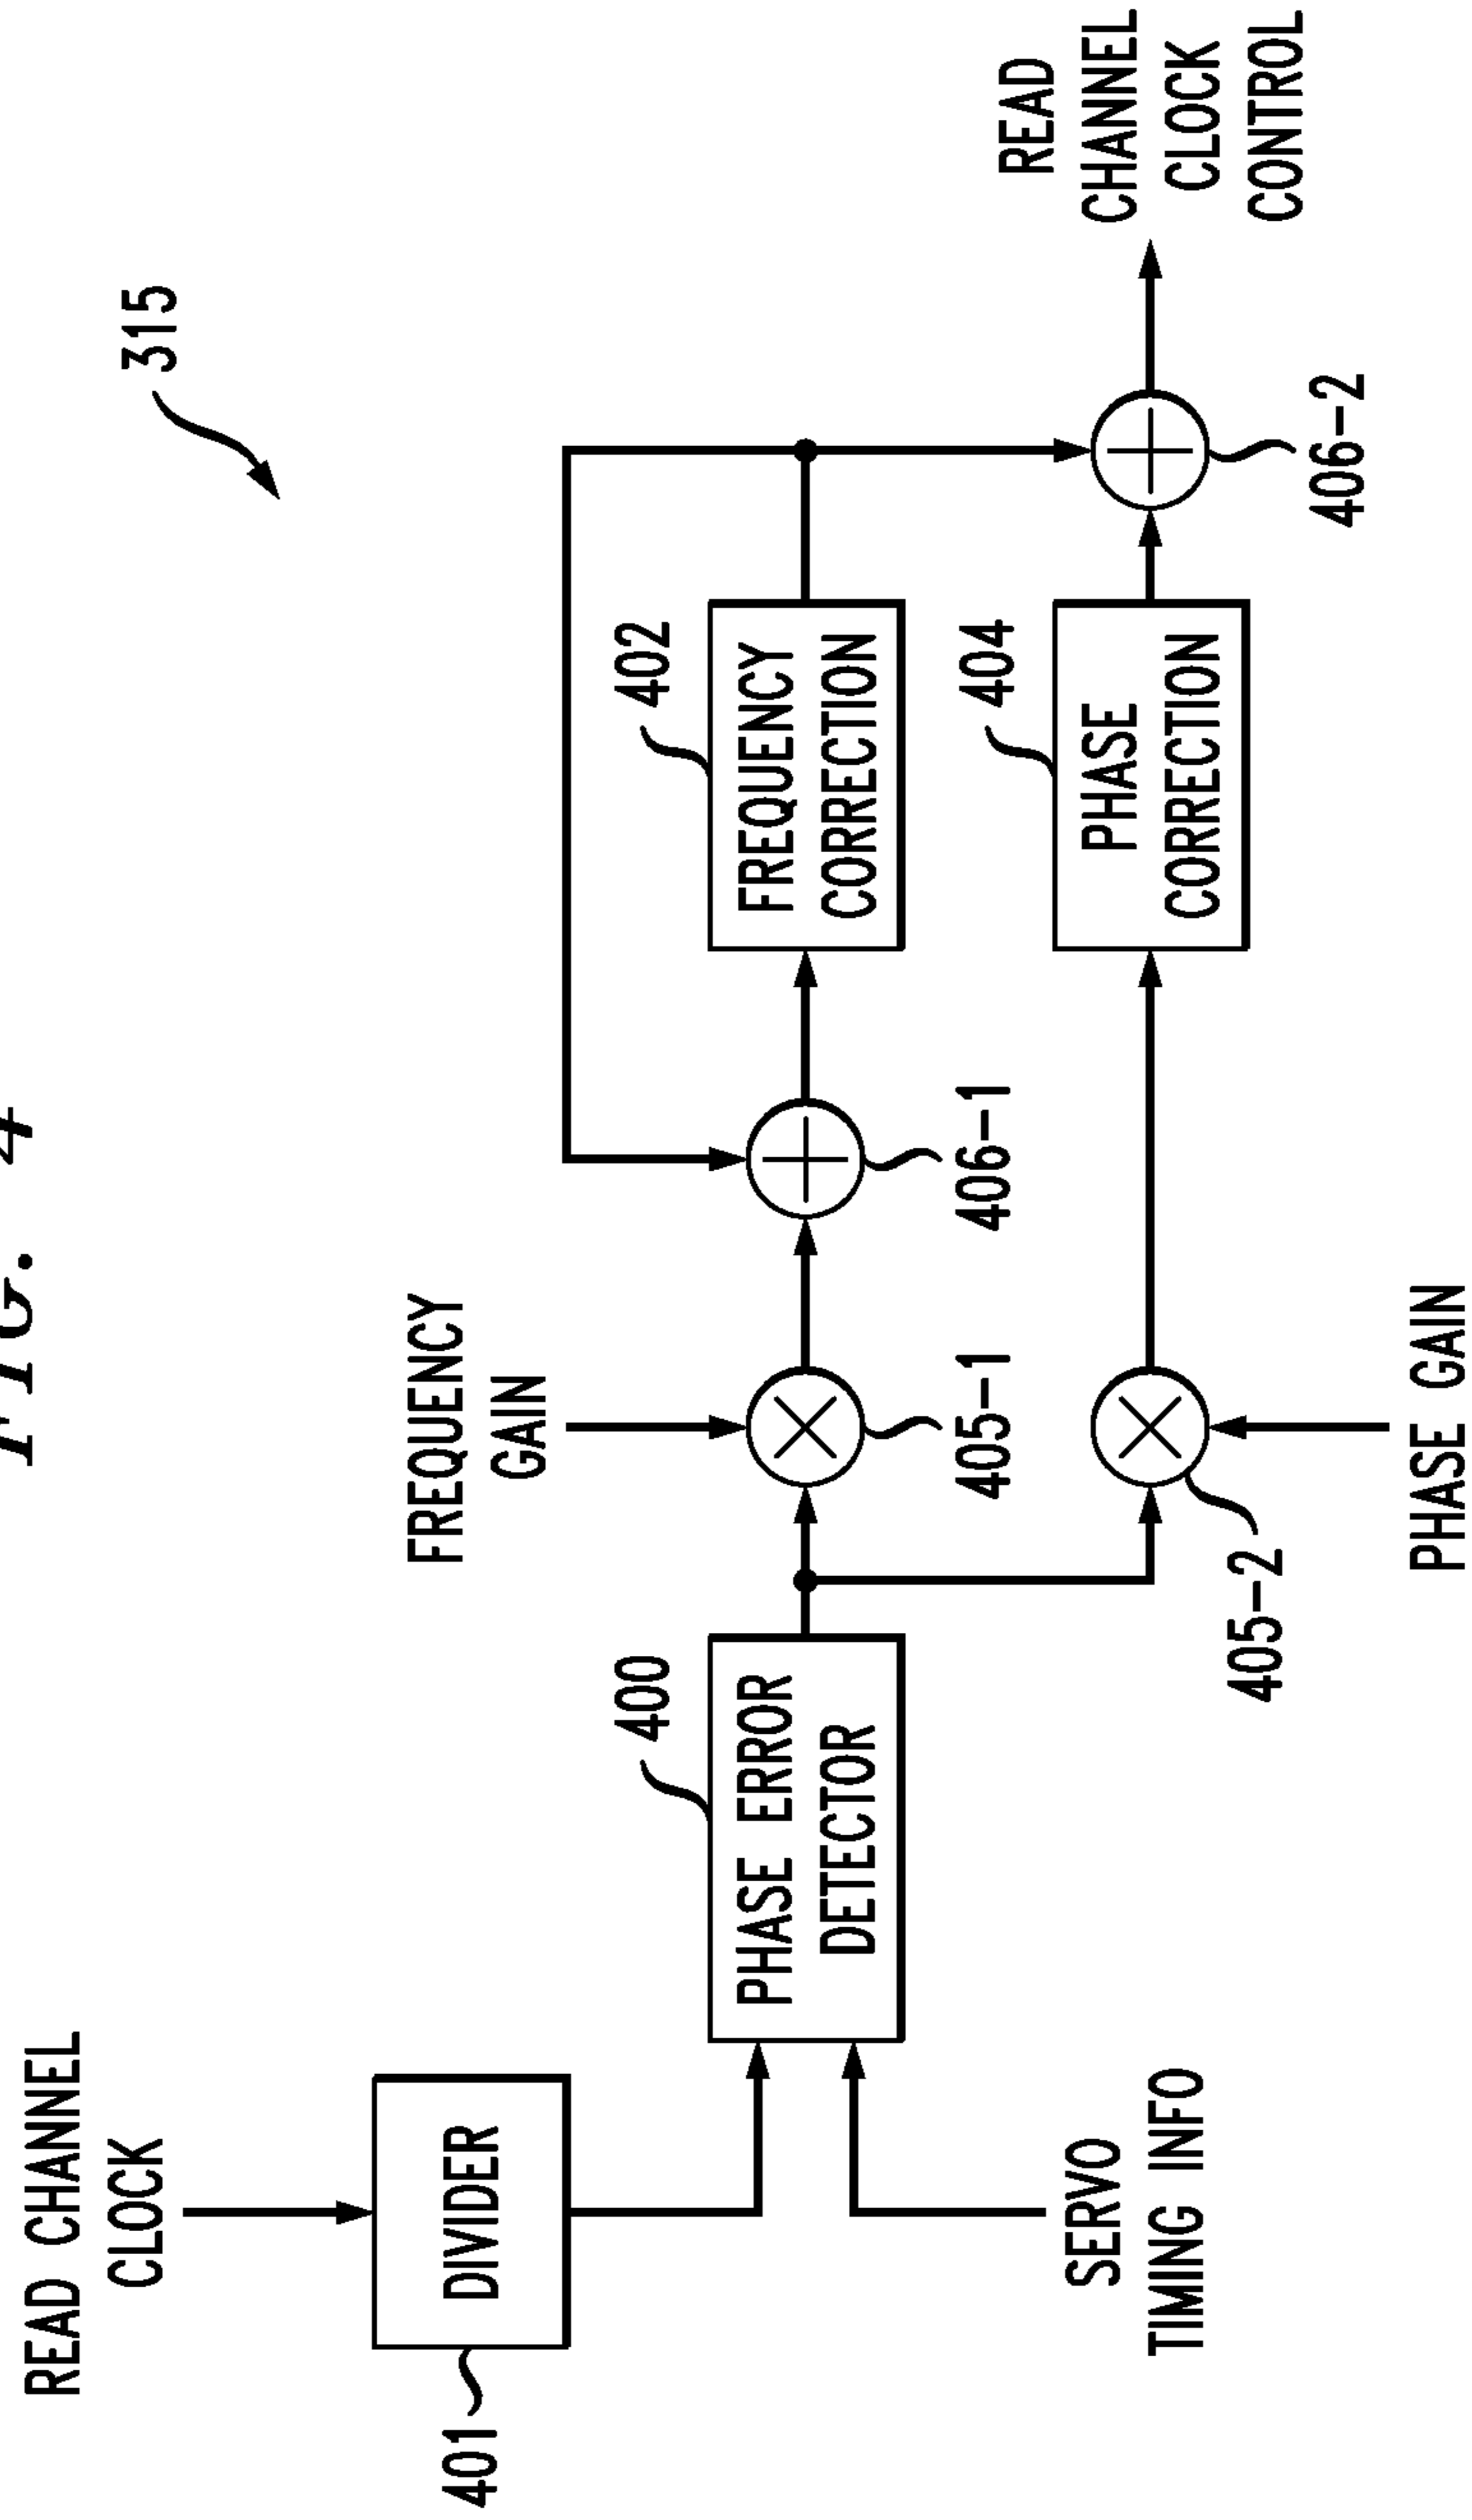 FIG. 4
315
READ CHANNEL
CLOCK
401
DIVIDER
SERVO
TIMING INFO
400
PHASE ERROR
DETECTOR
FREQUENCY
GAIN
405-1
405-2
PHASE GAIN
406-1
402
FREQUENCY
CORRECTION
404
PHASE
CORRECTION
406-2
READ
CHANNEL
CLOCK
CONTROL